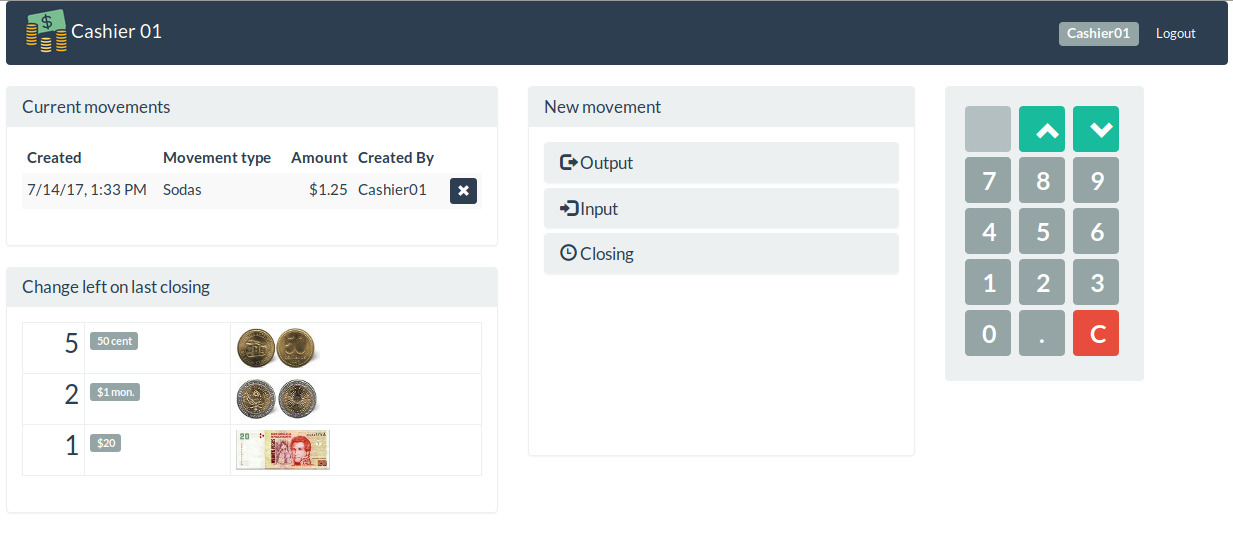 Cashier 01
Cashier01 Logout
Current movements
Created Movement type Amount Created By
7/14/17, 1:33 PM Sodas $1.25 Cashier01
Change left on last closing
5 50 cent
50
2 $1 mon.
1 $20
20
New movement
Output
Input
Closing
7 8 9
4 5 6
1 2 3
0 . C